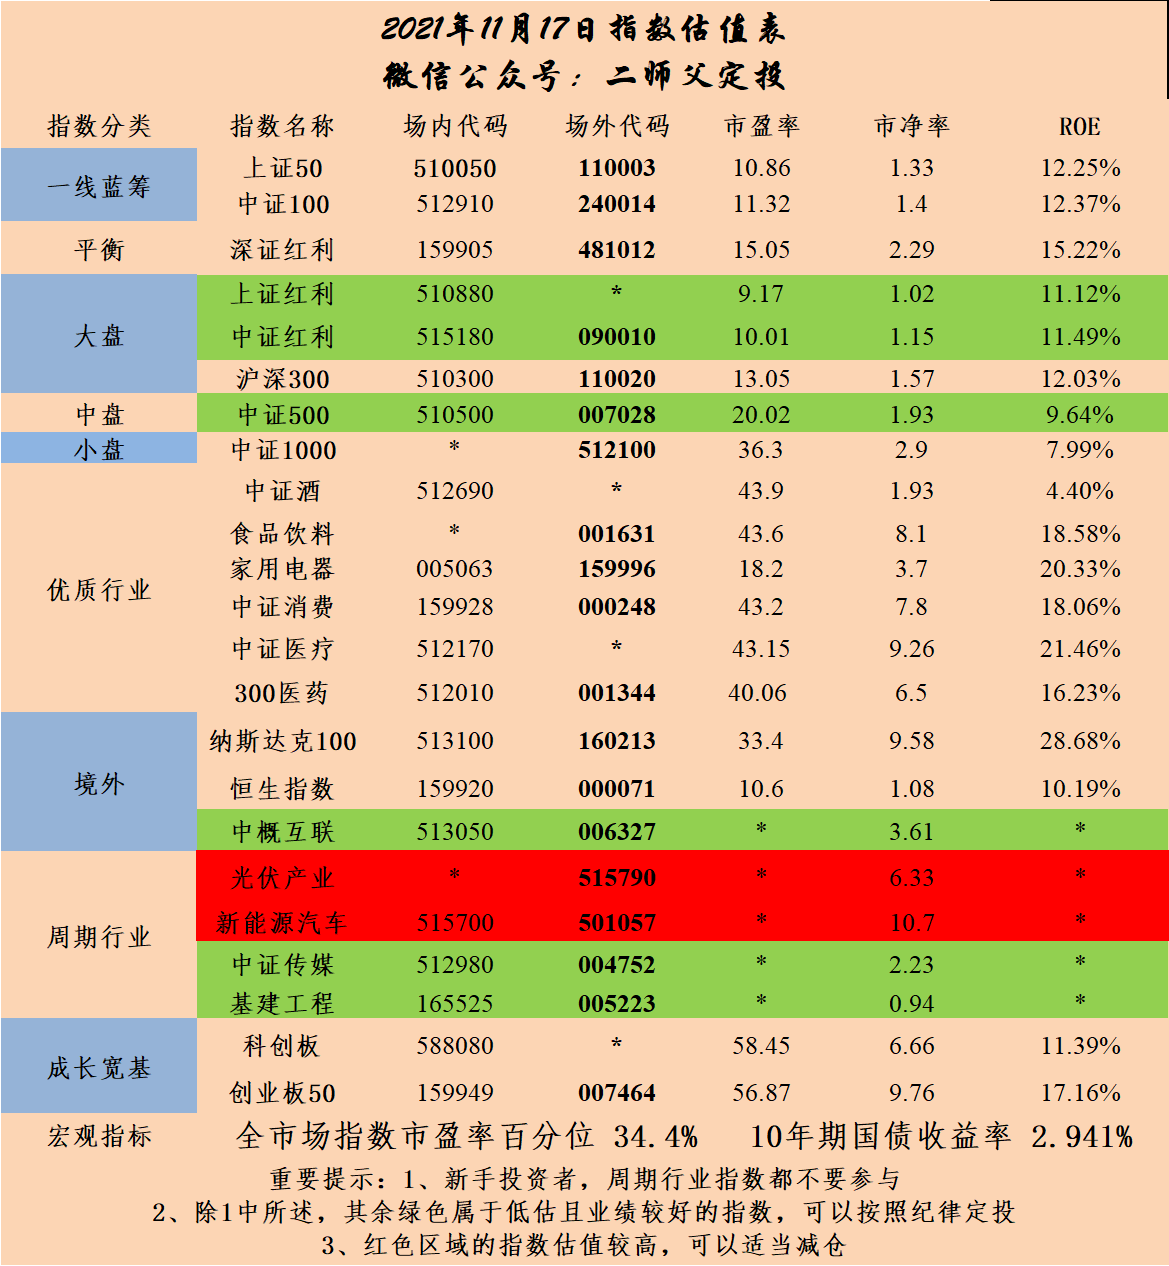 2021年11月17日指数估值表
微信公众号：二师父定投
指数分类 指数名称 场内代码 场外代码 市盈率 市净率 ROE
一线蓝筹
上证50 510050 110003 10.86 1.33 12.25%
中证100 512910 240014 11.32 1.4 12.37%
平衡 深证红利 159905 481012 15.05 2.29 15.22%
大盘
上证红利 510880 * 9.17 1.02 11.12%
中证红利 515180 090010 10.01 1.15 11.49%
沪深300 510300 110020 13.05 1.57 12.03%
中盘 中证500 510500 007028 20.02 1.93 9.64%
小盘 中证1000 * 512100 36.3 2.9 7.99%
优质行业
中证酒 512690 * 43.9 1.93 4.40%
食品饮料 * 001631 43.6 8.1 18.58%
家用电器 005063 159996 18.2 3.7 20.33%
中证消费 159928 000248 43.2 7.8 18.06%
中证医疗 512170 * 43.15 9.26 21.46%
300医药 512010 001344 40.06 6.5 16.23%
境外
纳斯达克100 513100 160213 33.4 9.58 28.68%
恒生指数 159920 000071 10.6 1.08 10.19%
中概互联 513050 006327 * 3.61 *
周期行业
光伏产业 * 515790 * 6.33 *
新能源汽车 515700 501057 * 10.7 *
中证传媒 512980 004752 * 2.23 *
基建工程 165525 005223 * 0.94 *
成长宽基
科创板 588080 * 58.45 6.66 11.39%
创业板50 159949 007464 56.87 9.76 17.16%
宏观指标 全市场指数市盈率百分位 34.4% 10年期国债收益率 2.941%
重要提示：1、新手投资者，周期行业指数都不要参与
2、除1中所述，其余绿色属于低估且业绩较好的指数，可以按照纪律定投
3、红色区域的指数估值较高，可以适当减仓